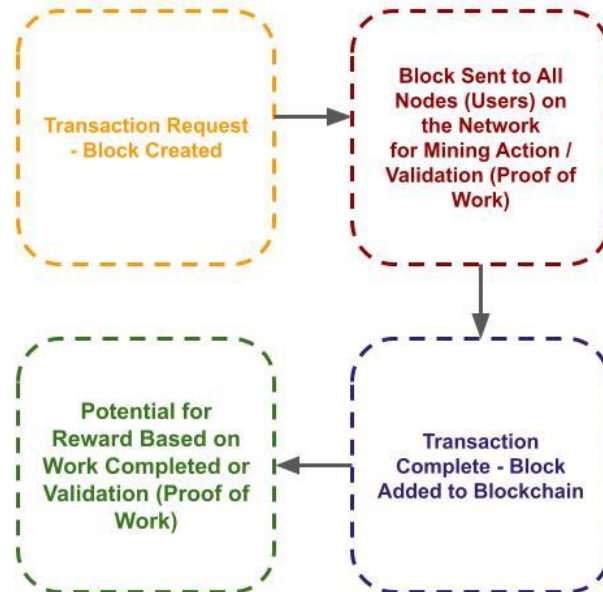 Transaction Request
- Block Created
Block Sent to All
Nodes (Users) on
the Network
for Mining Action /
Validation (Proof of
Work)
Potential for
Reward Based on
Work Completed or
Validation (Proof of
Work)
Transaction
Complete - Block
Added to Blockchain